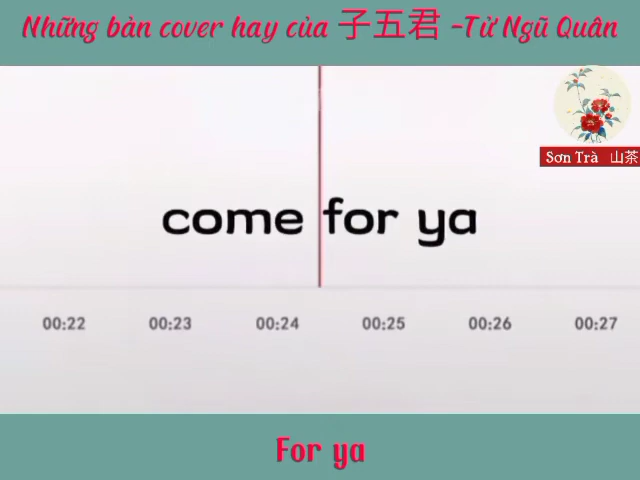 Những bản cover hay của 子五君 -Tử Ngũ Quân
Sơn Trà 山茶
come for ya
00:22 00:23 00:24 00:25 00:26 00:27
For ya